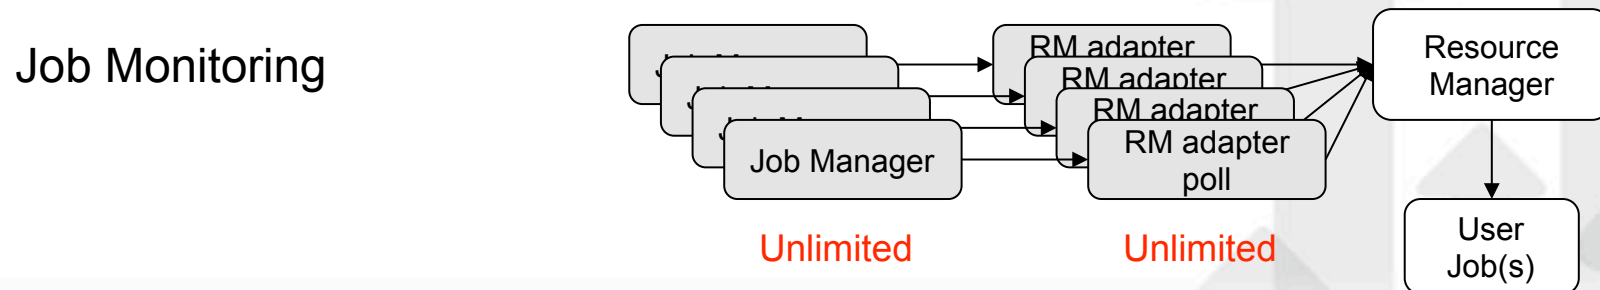 Job Monitoring
RM adapter
RM adapter
RM adapter
Job Manager
RM adapter
poll
Resource
Manager
Unlimited
Unlimited
User
Job(s)